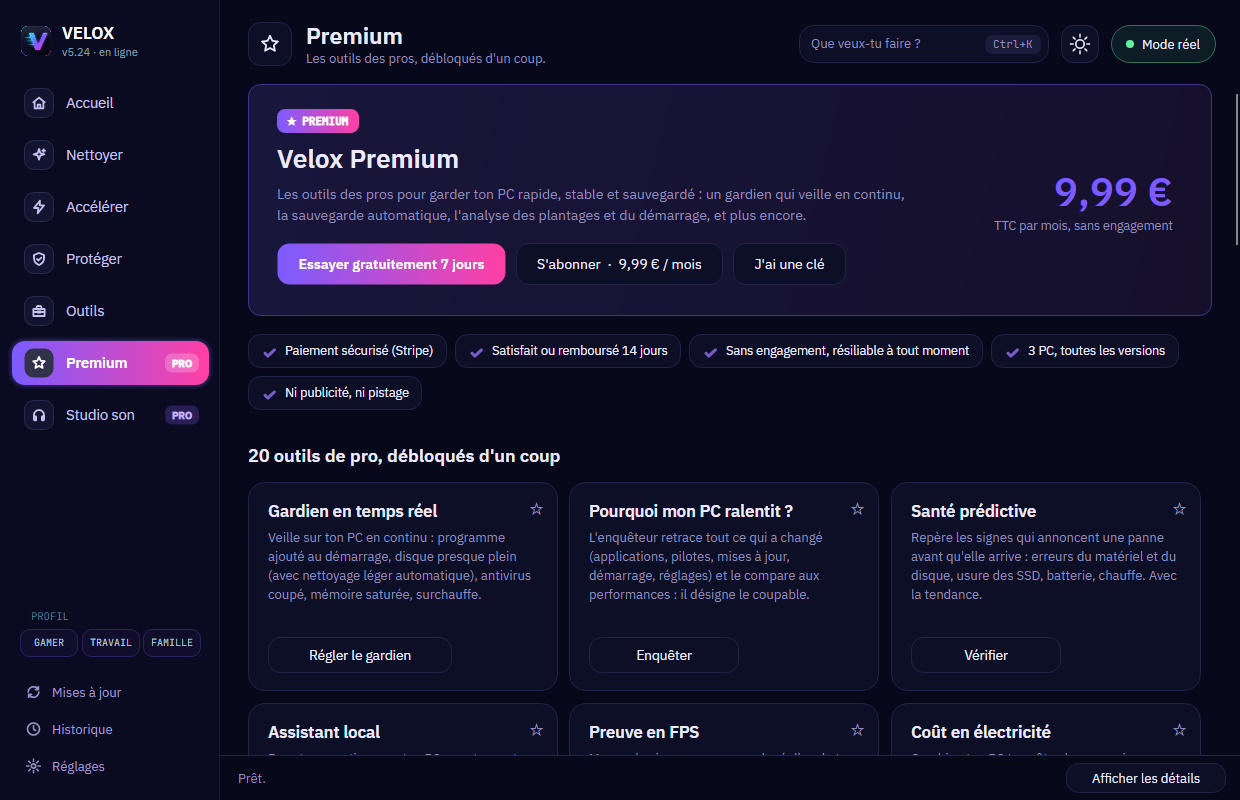 VELOX
v5.24 · en ligne
Accueil
Nettoyer
Accélérer
Protéger
Outils
Premium PRO
Studio son PRO
PROFIL
GAMER TRAVAIL FAMILLE
Mises à jour
Historique
Réglages
Premium
Les outils des pros, débloqués d'un coup.
Que veux-tu faire ? Ctrl+K
Mode réel
★ PREMIUM
Velox Premium
Les outils des pros pour garder ton PC rapide, stable et sauvegardé : un gardien qui veille en continu,
la sauvegarde automatique, l'analyse des plantages et du démarrage, et plus encore.
9,99 €
TTC par mois, sans engagement
Essayer gratuitement 7 jours
S'abonner · 9,99 € / mois
J'ai une clé
Paiement sécurisé (Stripe)
Satisfait ou remboursé 14 jours
Sans engagement, résiliable à tout moment
3 PC, toutes les versions
Ni publicité, ni pistage
20 outils de pro, débloqués d'un coup
Gardien en temps réel
Veille sur ton PC en continu : programme
ajouté au démarrage, disque presque plein
(avec nettoyage léger automatique), antivirus
coupé, mémoire saturée, surchauffe.
Régler le gardien
Pourquoi mon PC ralentit ?
L'enquêteur retrace tout ce qui a changé
(applications, pilotes, mises à jour,
démarrage, réglages) et le compare aux
performances : il désigne le coupable.
Enquêter
Santé prédictive
Repère les signes qui annoncent une panne
avant qu'elle arrive : erreurs du matériel et du
disque, usure des SSD, batterie, chauffe. Avec
la tendance.
Vérifier
Assistant local
Preuve en FPS
Coût en électricité
Prêt.
Afficher les détails